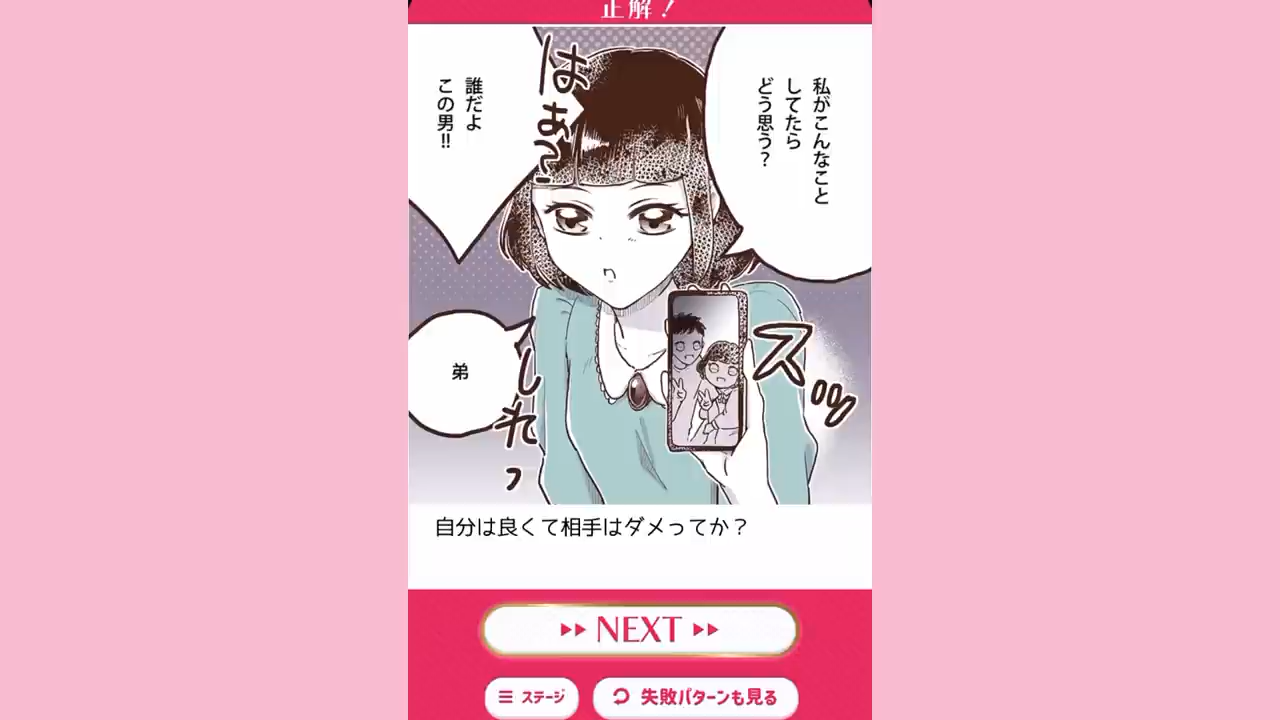 正解！
私がこんなこと
してたら
どう思う？
はぁ？
誰だよ
この男!!
スッ
弟
しれっ
自分は良くて相手はダメってか？
NEXT
ステージ
失敗パターンも見る